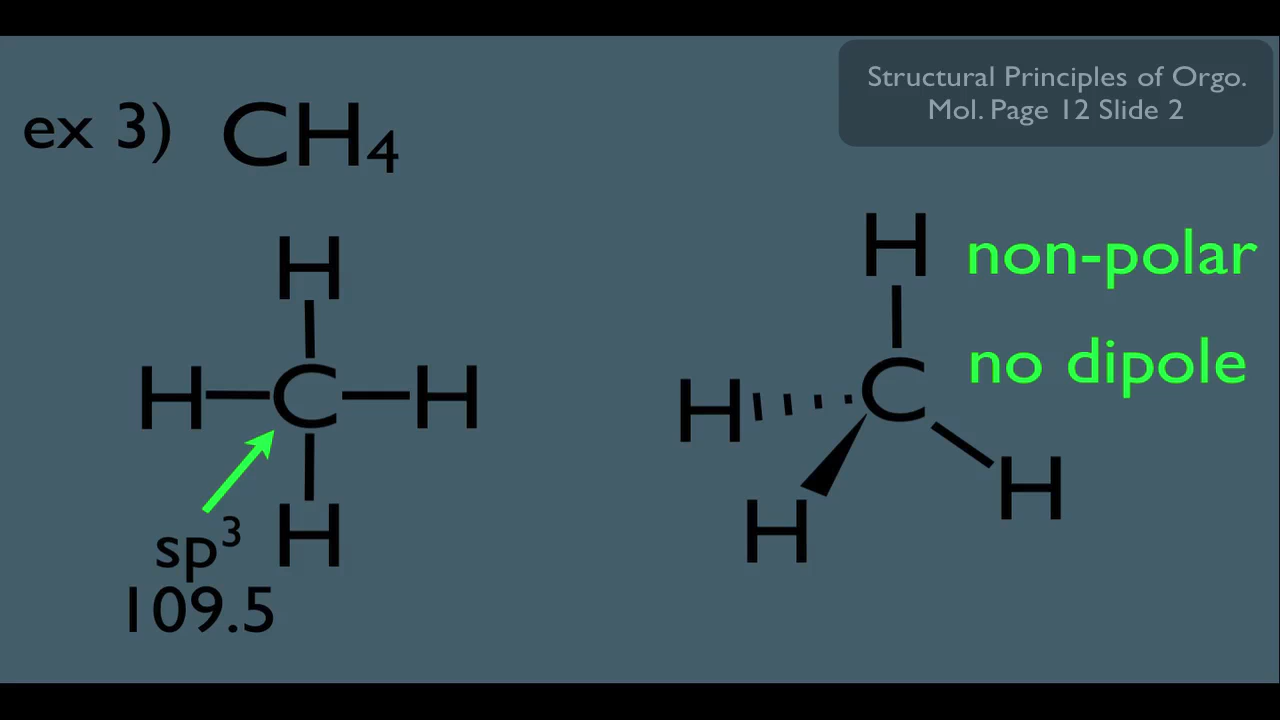 Structural Principles of Orgo.
Mol. Page 12 Slide 2
ex 3) CH₄
H
H C H
H
sp³
109.5
H
non-polar
no dipole
H C
H
H